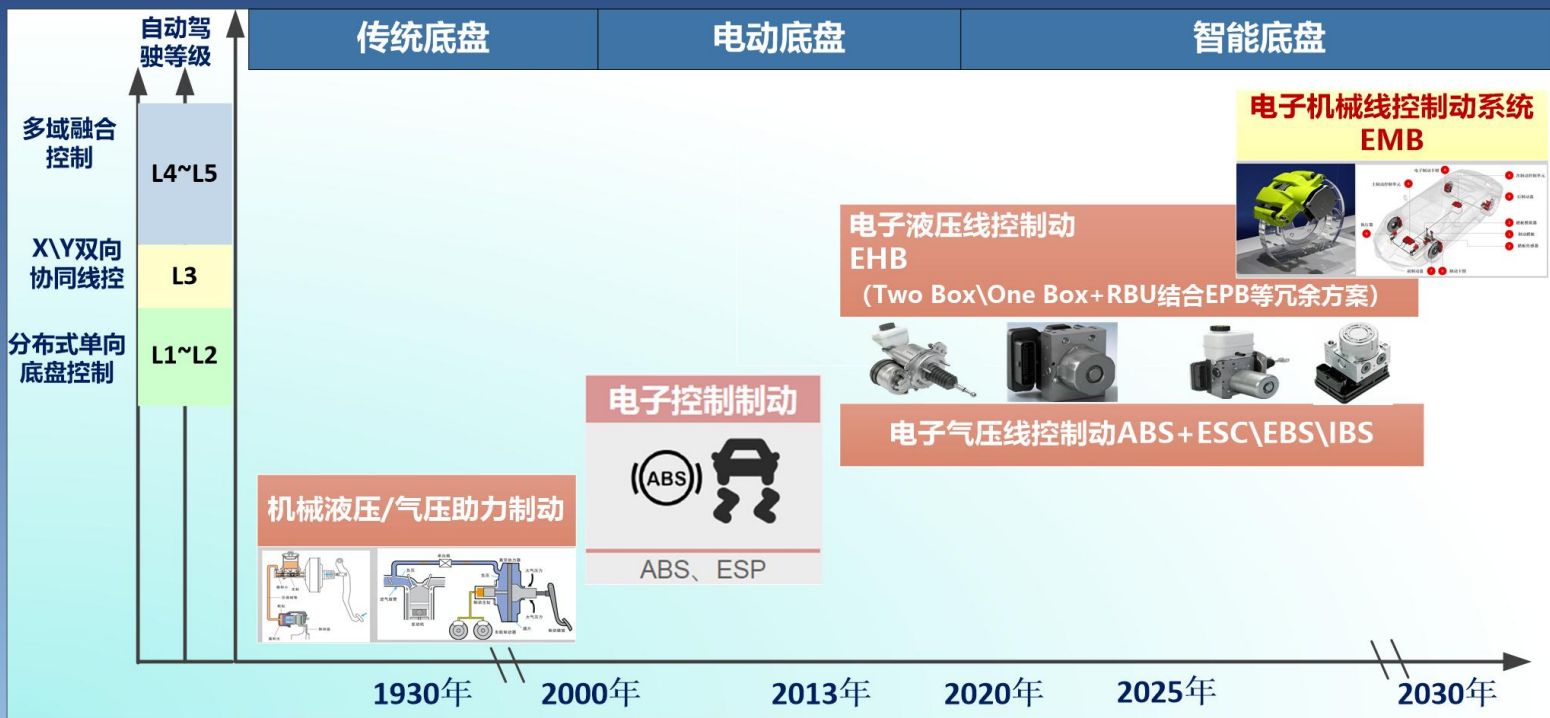 自动驾
驶等级
传统底盘
电动底盘
智能底盘
多域融合
控制
L4~L5
X\Y双向
协同线控
L3
分布式单向
底盘控制
L1~L2
电子机械线控制动系统
EMB
电子液压线控制动
EHB
（Two Box\One Box+RBU结合EPB等冗余方案）
电子气压线控制动ABS+ESC\EBS\IBS
电子控制制动
ABS
ABS、ESP
机械液压/气压助力制动
1930年
2000年
2013年
2020年
2025年
2030年